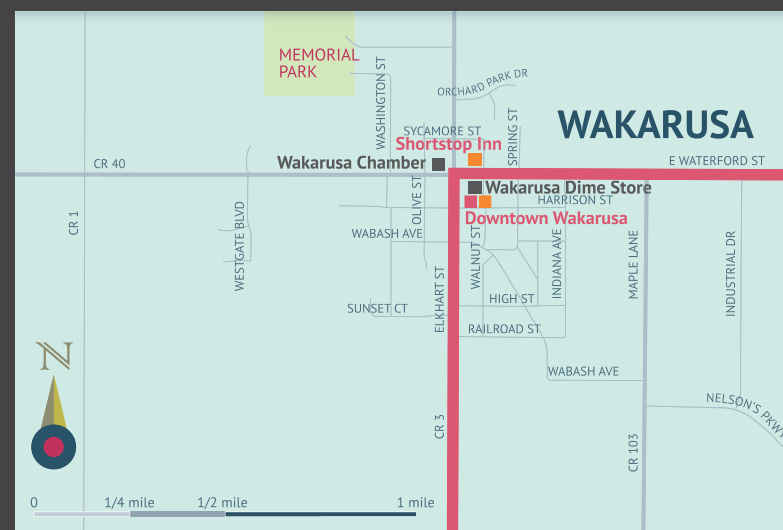 MEMORIAL
PARK
WASHINGTON ST
ORCHARD PARK DR
SYCAMORE ST
SPRING ST
WAKARUSA
Shortstop Inn
Wakarusa Chamber
CR 40
E WATERFORD ST
Wakarusa Dime Store
HARRISON ST
Downtown Wakarusa
OLIVE ST
CR 1
WESTGATE BLVD
WABASH AVE
WALNUT ST
INDIANA AVE
MAPLE LANE
INDUSTRIAL DR
ELKHART ST
SUNSET CT
HIGH ST
RAILROAD ST
WABASH AVE
NELSON'S PKWY
N
CR 3
CR 103
0 1/4 mile 1/2 mile 1 mile